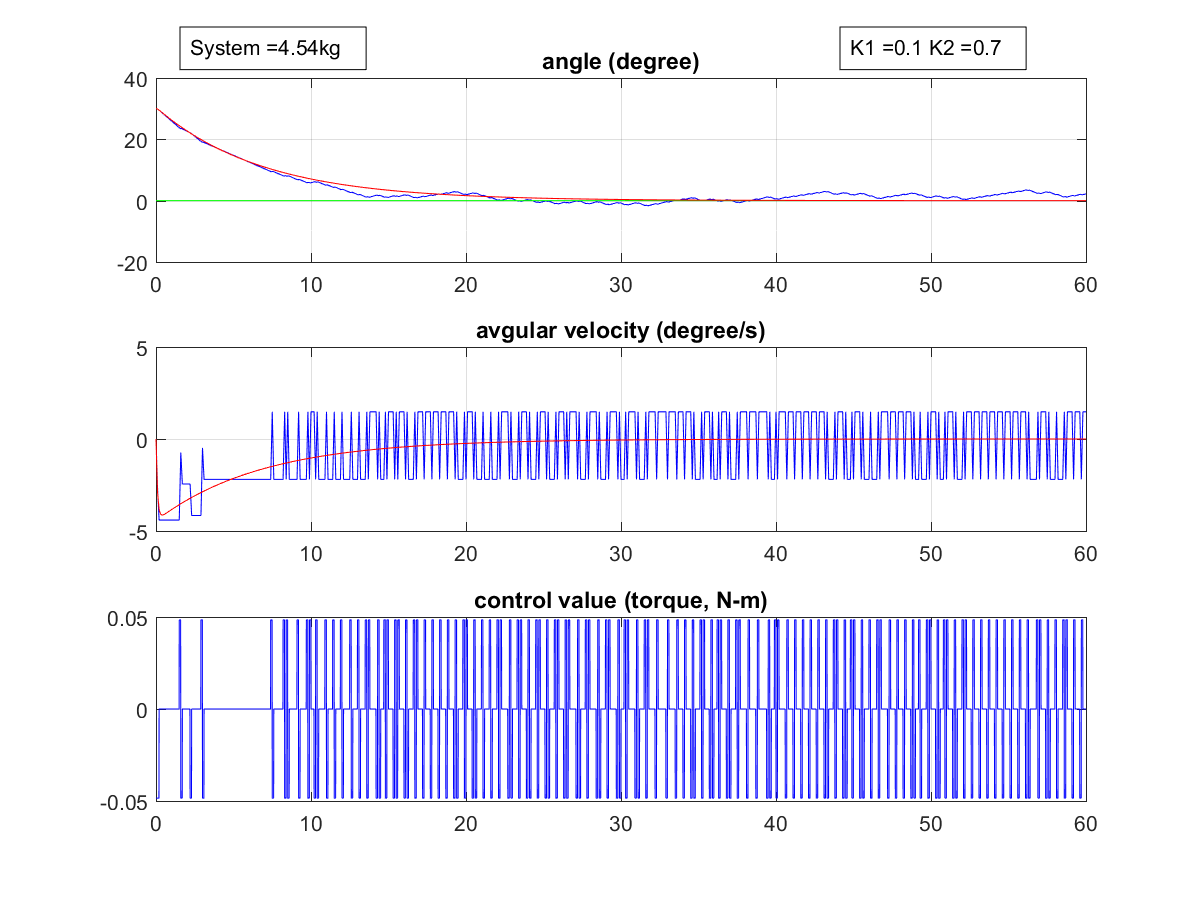 System =4.54kg
K1 =0.1 K2 =0.7
angle (degree)
40
20
0
-20
0 10 20 30 40 50 60
avgular velocity (degree/s)
5
0
-5
0 10 20 30 40 50 60
control value (torque, N-m)
0.05
0
-0.05
0 10 20 30 40 50 60